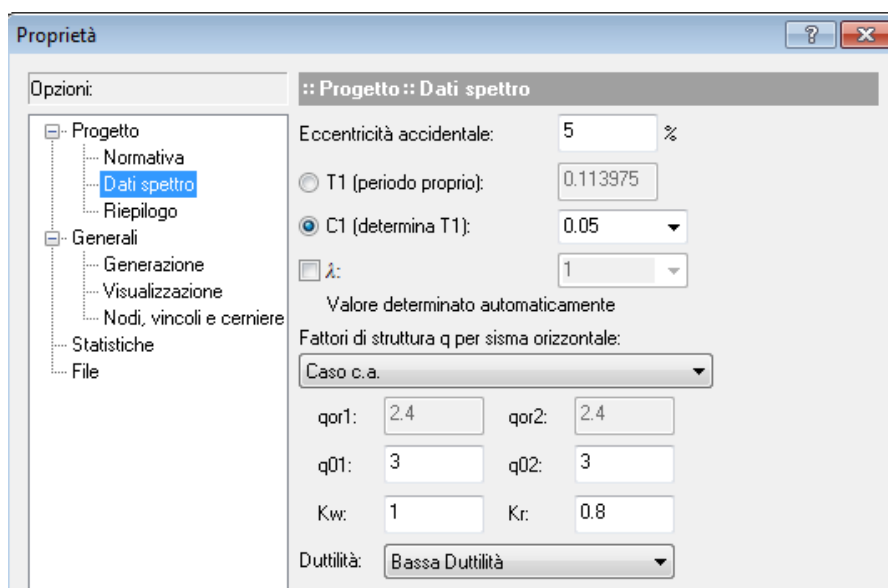 Proprietà
Opzioni:
Progetto
Normativa
Dati spettro
Riepilogo
Generali
Generazione
Visualizzazione
Nodi, vincoli e cerniere
Statistiche
File
:: Progetto :: Dati spettro
Eccentricità accidentale: 5 %
T1 (periodo proprio): 0.113975
C1 (determina T1): 0.05
λ: 1
Valore determinato automaticamente
Fattori di struttura q per sisma orizzontale:
Caso c.a.
qor1: 2.4 qor2: 2.4
q01: 3 q02: 3
Kw: 1 Kr: 0.8
Duttilità: Bassa Duttilità